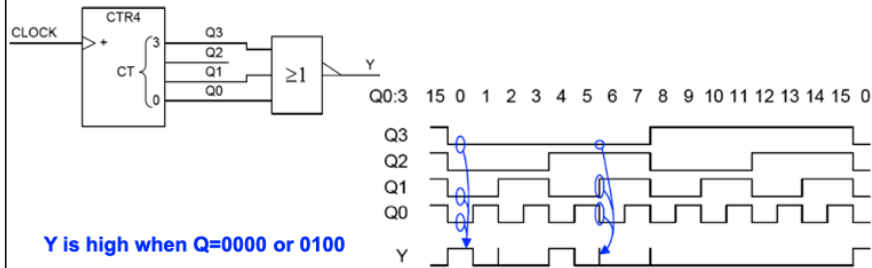 CTR4
CLOCK
+
CT
3
0
Q3
Q2
Q1
Q0
≥1
Y
Q0:3 15 0 1 2 3 4 5 6 7 8 9 10 11 12 13 14 15 0
Q3
Q2
Q1
Q0
Y
Y is high when Q=0000 or 0100